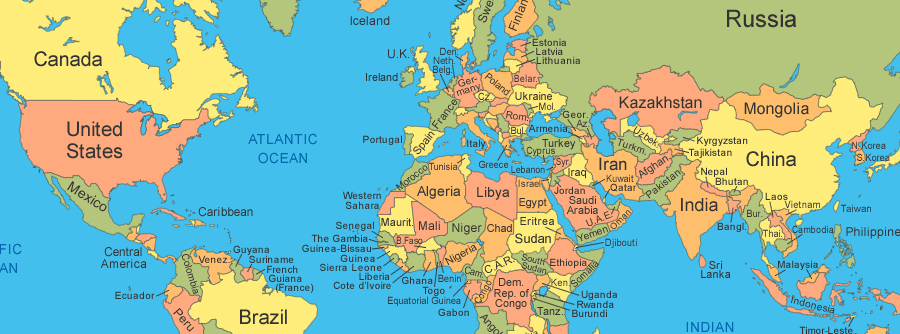 Iceland
Canada
United
States
Mexico
Caribbean
Central
America
Guyana
Suriname
French
Guiana
(France)
Venez.
Colombia
Ecuador
Peru
Brazil
ATLANTIC
OCEAN
FIC
AN
Russia
Swe
Finland
Estonia
Latvia
Lithuania
U.K.
Ireland
Den.
Neth.
Belg.
Ger-
many
Poland
Belar.
Ukraine
Mol.
CZ.
Rom.
Bul.
France
Spain
Portugal
Italy
Greece
Turkey
Cyprus
Lebanon
Armenia
Geor.
Az.
Syr.
Iraq
Iran
Israel
Jordan
Kuwait
Qatar
Saudi
Arabia
U.A.E.
Oman
Yemen
Kazakhstan
Uzbek.
Turkm.
Kyrgyzstan
Tajikistan
Afghan.
Pakistan
Mongolia
China
N.Korea
S.Korea
Nepal
Bhutan
India
Bangl.
Bur.
Laos
Vietnam
Thai.
Cambodia
Taiwan
Philippine
Malaysia
Sri
Lanka
Indonesia
Timor-Leste
INDIAN
Morocco
Tunisia
Algeria
Libya
Egypt
Western
Sahara
Maurit.
Mali
Niger
Chad
Sudan
Eritrea
Djibouti
Senegal
The Gambia
Guinea-Bissau
Guinea
Sierra Leone
Liberia
Cote d'Ivoire
B.Faso
Ghana
Togo
Benin
Nigeria
Equatorial Guinea
Gabon
Cam.
C.A.R.
South
Sudan
Ethiopia
Somalia
Congo
Dem.
Rep. of
Congo
Ken.
Uganda
Rwanda
Burundi
Tanz.